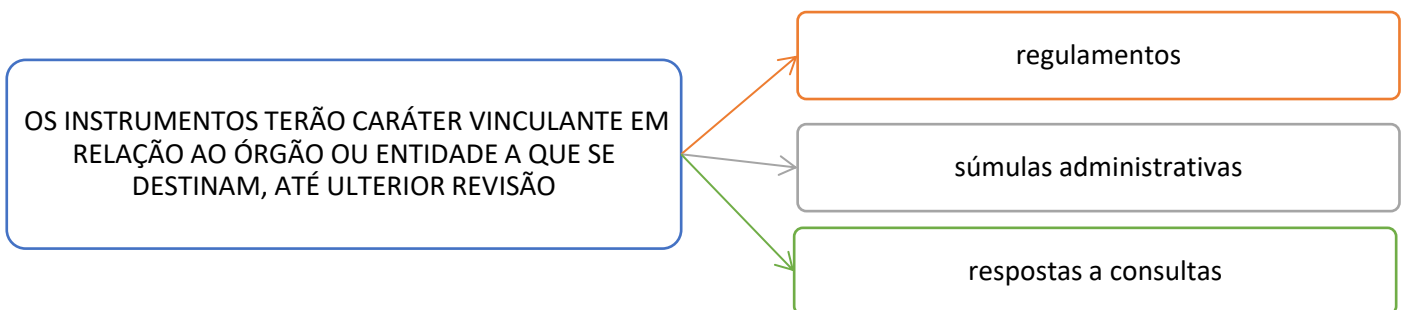 OS INSTRUMENTOS TERÃO CARÁTER VINCULANTE EM
RELAÇÃO AO ÓRGÃO OU ENTIDADE A QUE SE
DESTINAM, ATÉ ULTERIOR REVISÃO
regulamentos
súmulas administrativas
respostas a consultas